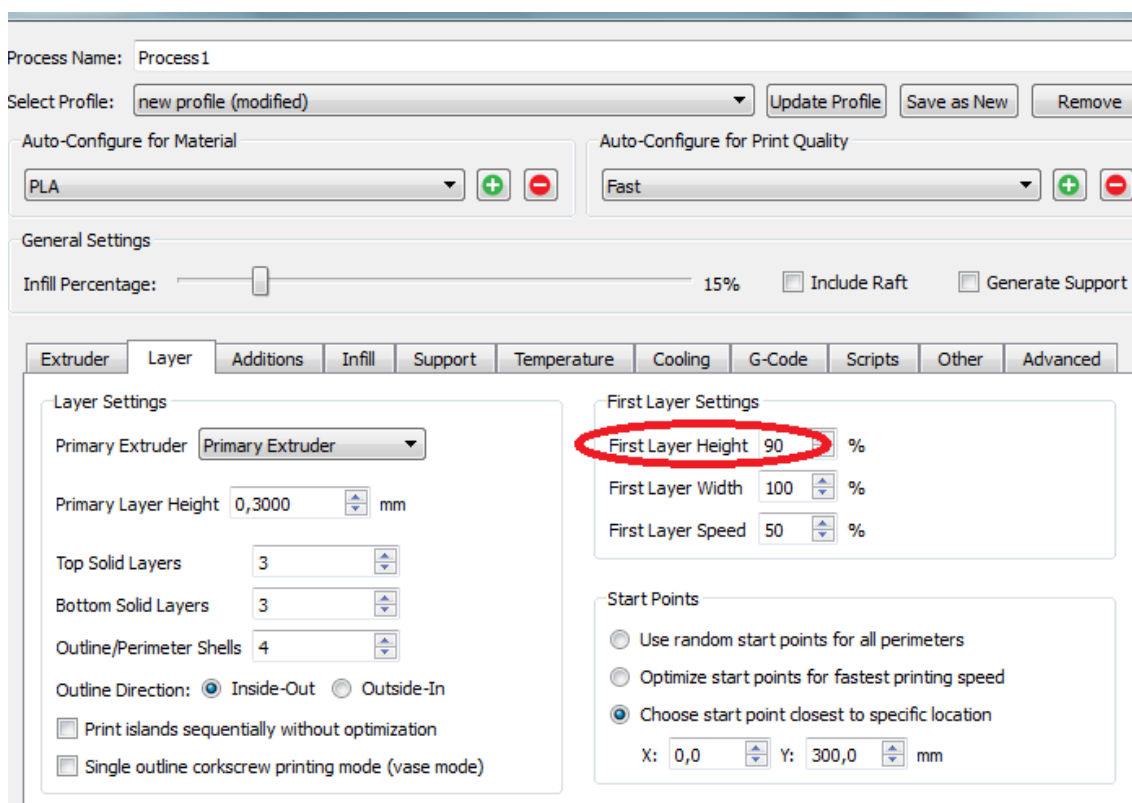 Process Name: Process1
Select Profile: new profile (modified) Update Profile Save as New Remove
Auto-Configure for Material
PLA
Auto-Configure for Print Quality
Fast
General Settings
Infill Percentage: 15% Include Raft Generate Support
Extruder Layer Additions Infill Support Temperature Cooling G-Code Scripts Other Advanced
Layer Settings
Primary Extruder Primary Extruder
Primary Layer Height 0,3000 mm
Top Solid Layers 3
Bottom Solid Layers 3
Outline/Perimeter Shells 4
Outline Direction: Inside-Out Outside-In
Print islands sequentially without optimization
Single outline corkscrew printing mode (vase mode)
First Layer Settings
First Layer Height 90 %
First Layer Width 100 %
First Layer Speed 50 %
Start Points
Use random start points for all perimeters
Optimize start points for fastest printing speed
Choose start point closest to specific location
X: 0,0 Y: 300,0 mm